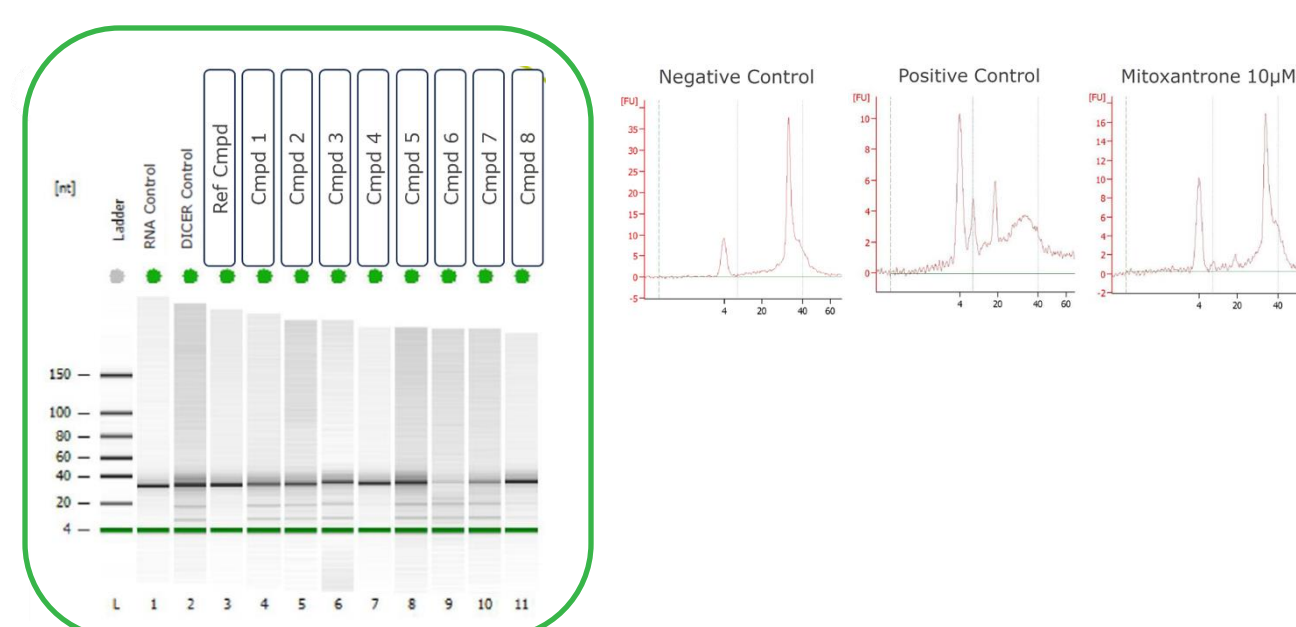 [nt]
Ladder
RNA Control
DICER Control
Ref Cmpd
Cmpd 1
Cmpd 2
Cmpd 3
Cmpd 4
Cmpd 5
Cmpd 6
Cmpd 7
Cmpd 8
150
100
80
60
40
20
4
L 1 2 3 4 5 6 7 8 9 10 11
Negative Control
[FU]
35
30
25
20
15
10
5
0
-5
4 20 40 60
Positive Control
[FU]
10
8
6
4
2
0
4 20 40 60
Mitoxantrone 10µM
[FU]
16
14
12
10
8
6
4
2
0
-2
4 20 40